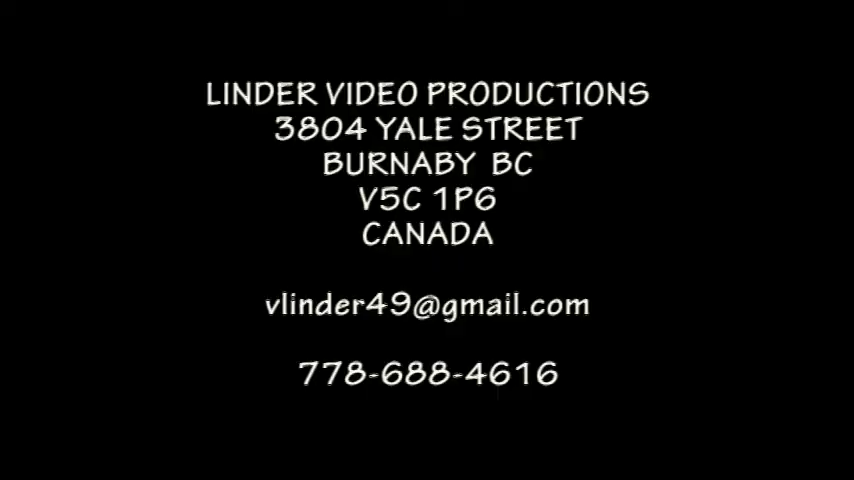 LINDER VIDEO PRODUCTIONS
3804 YALE STREET
BURNABY BC
V5C 1P6
CANADA
vlinder49@gmail.com
778-688-4616